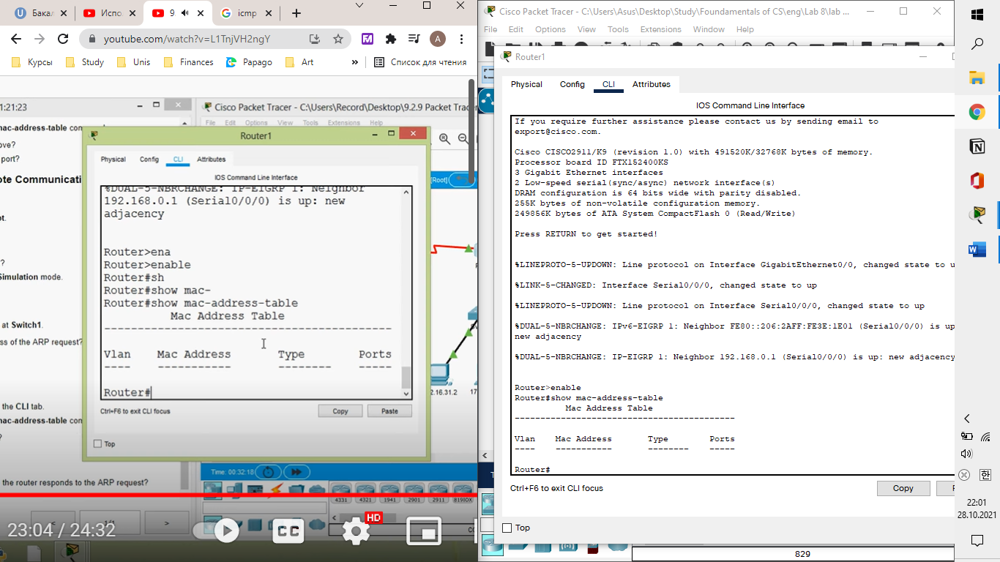 Бакал
Испо
9
icmp
youtube.com/watch?v=L1TnjVH2ngY
A
Курсы
Study
Unis
Finances
Papago
Art
»
Список для чтения
1:21:23
mac-address-table
ove?
port?
ote Communicati
ot.
?
Simulation mode.
at Switch1.
ss of the ARP request?
the CLI tab.
mac-address-table
?
the router responds to the ARP request?
Cisco Packet Tracer - C:\Users\Record\Desktop\9.2.9 Packet Trace
File Edit Options View Tools Extensions Help
[Root]
Router1
Physical Config CLI Attributes
IOS Command Line Interface
%DUAL-5-NBRCHANGE: IP-EIGRP 1: Neighbor
192.168.0.1 (Serial0/0/0) is up: new
adjacency
Router>ena
Router>enable
Router#sh
Router#show mac-
Router#show mac-address-table
Mac Address Table
-------------------------------------------
Vlan Mac Address Type Ports
---- ----------- -------- -----
Router#
Ctrl+F6 to exit CLI focus
Copy
Paste
Top
2.16.31.2
17
Time: 00:32:18
4331 4321 1941 2901 2911 819IOX
1/1
>
23:04 / 24:32
CC
HD
Cisco Packet Tracer - C:\Users\Asus\Desktop\Study\Foundamentals of CS\eng\Lab 8\lab ...
File Edit Options View Tools Extensions Window Help
Router1
Physical Config CLI Attributes
IOS Command Line Interface
If you require further assistance please contact us by sending email to
export@cisco.com.
Cisco CISCO2911/K9 (revision 1.0) with 491520K/32768K bytes of memory.
Processor board ID FTX152400KS
3 Gigabit Ethernet interfaces
2 Low-speed serial(sync/async) network interface(s)
DRAM configuration is 64 bits wide with parity disabled.
255K bytes of non-volatile configuration memory.
249856K bytes of ATA System CompactFlash 0 (Read/Write)
Press RETURN to get started!
%LINEPROTO-5-UPDOWN: Line protocol on Interface GigabitEthernet0/0, changed state to u
%LINK-5-CHANGED: Interface Serial0/0/0, changed state to up
%LINEPROTO-5-UPDOWN: Line protocol on Interface Serial0/0/0, changed state to up
%DUAL-5-NBRCHANGE: IPv6-EIGRP 1: Neighbor FE80::206:2AFF:FE3E:1E01 (Serial0/0/0) is up
new adjacency
%DUAL-5-NBRCHANGE: IP-EIGRP 1: Neighbor 192.168.0.1 (Serial0/0/0) is up: new adjacency
Router>enable
Router#show mac-address-table
Mac Address Table
-------------------------------------------
Vlan Mac Address Type Ports
---- ----------- -------- -----
Router#
Ctrl+F6 to exit CLI focus
Copy
P
Top
829
한
22:01
28.10.2021